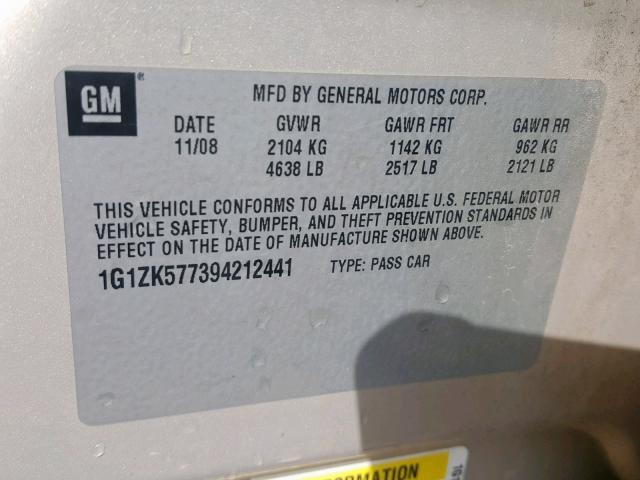 GM ®
MFD BY GENERAL MOTORS CORP.
DATE GVWR GAWR FRT GAWR RR
11/08 2104 KG 1142 KG 962 KG
4638 LB 2517 LB 2121 LB
THIS VEHICLE CONFORMS TO ALL APPLICABLE U.S. FEDERAL MOTOR
VEHICLE SAFETY, BUMPER, AND THEFT PREVENTION STANDARDS IN
EFFECT ON THE DATE OF MANUFACTURE SHOWN ABOVE.
1G1ZK577394212441 TYPE: PASS CAR